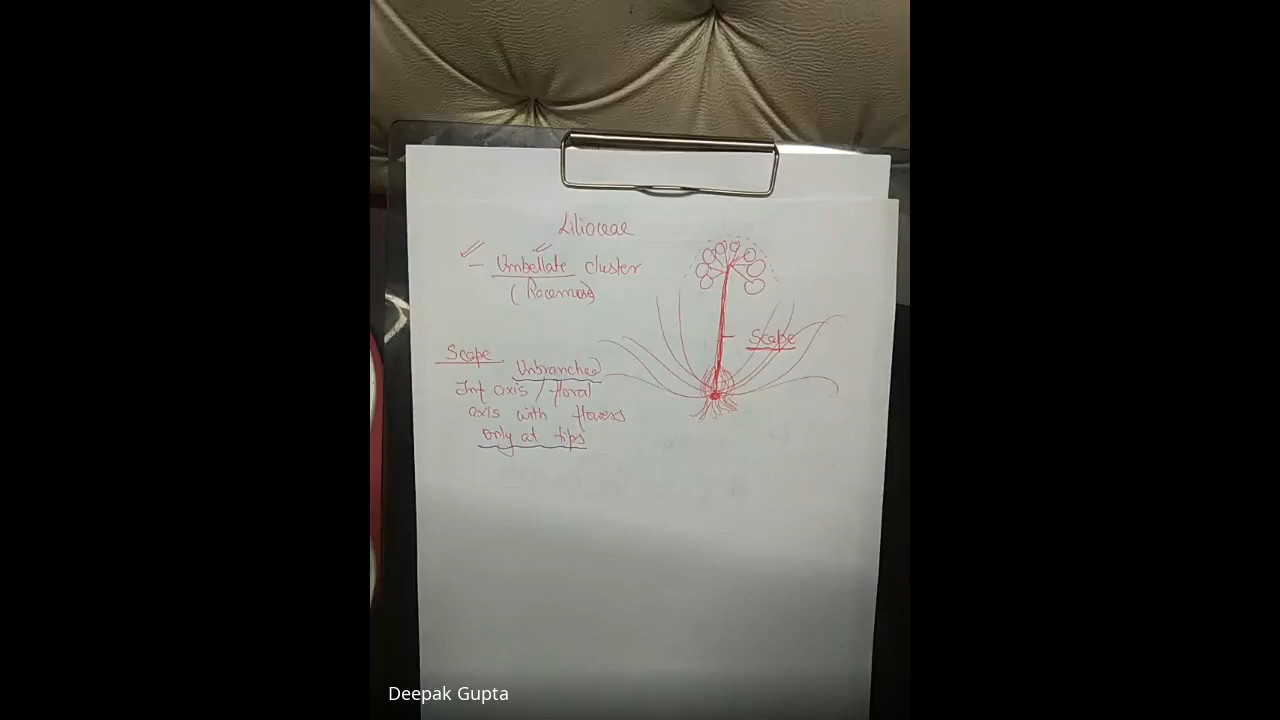 Liliaceae
- Umbellate cluster
(Racemose)
Scape
Scape
Unbranched
Inf axis / floral
axis with flowers
only at tips
Deepak Gupta